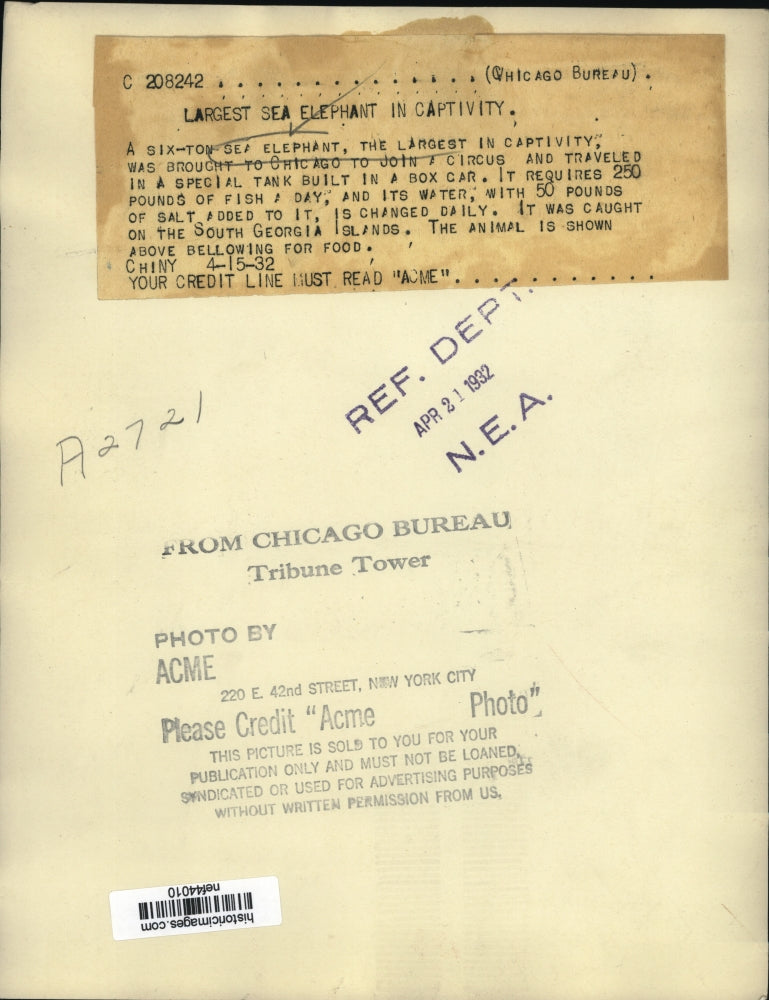 C 208242 . . . . . . . . . . . . . . (CHICAGO BUREAU) .
LARGEST SEA ELEPHANT IN CAPTIVITY.
A SIX-TON SEA ELEPHANT, THE LARGEST IN CAPTIVITY,
WAS BROUGHT TO CHICAGO TO JOIN A CIRCUS AND TRAVELED
IN A SPECIAL TANK BUILT IN A BOX CAR. IT REQUIRES 250
POUNDS OF FISH A DAY, AND ITS WATER, WITH 50 POUNDS
OF SALT ADDED TO IT, IS CHANGED DAILY. IT WAS CAUGHT
ON THE SOUTH GEORGIA ISLANDS. THE ANIMAL IS SHOWN
ABOVE BELLOWING FOR FOOD.
CHINY 4-15-32
YOUR CREDIT LINE MUST READ "ACME". . . . . . . . . . . .
REF. DEPT.
APR 21 1932
N.E.A.
A2721
FROM CHICAGO BUREAU
Tribune Tower
PHOTO BY
ACME
220 E. 42nd STREET, NEW YORK CITY
Please Credit "Acme Photo"
THIS PICTURE IS SOLD TO YOU FOR YOUR
PUBLICATION ONLY AND MUST NOT BE LOANED,
SYNDICATED OR USED FOR ADVERTISING PURPOSES
WITHOUT WRITTEN PERMISSION FROM US.
historicimages.com
nef44010